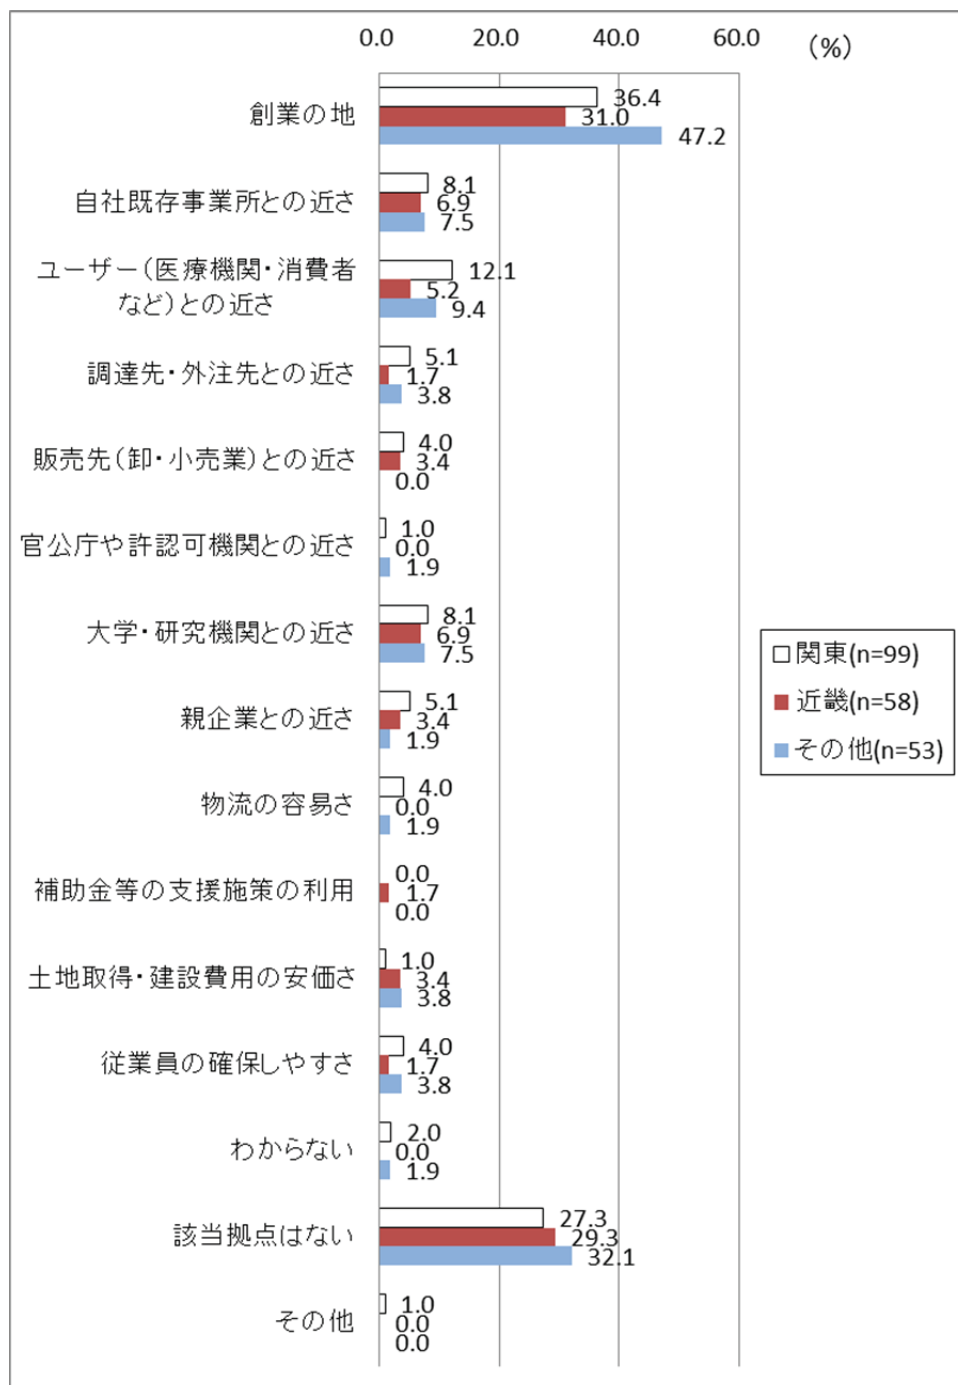 0.0 20.0 40.0 60.0 (%)
創業の地
36.4
31.0
47.2
自社既存事業所との近さ
8.1
6.9
7.5
ユーザー(医療機関・消費者
など)との近さ
12.1
5.2
9.4
調達先・外注先との近さ
5.1
1.7
3.8
販売先(卸・小売業)との近さ
4.0
3.4
0.0
官公庁や許認可機関との近さ
1.0
0.0
1.9
大学・研究機関との近さ
8.1
6.9
7.5
親企業との近さ
5.1
3.4
1.9
物流の容易さ
4.0
0.0
1.9
補助金等の支援施策の利用
0.0
1.7
0.0
土地取得・建設費用の安価さ
1.0
3.4
3.8
従業員の確保しやすさ
4.0
1.7
3.8
わからない
2.0
0.0
1.9
該当拠点はない
27.3
29.3
32.1
その他
1.0
0.0
0.0
関東(n=99)
近畿(n=58)
その他(n=53)